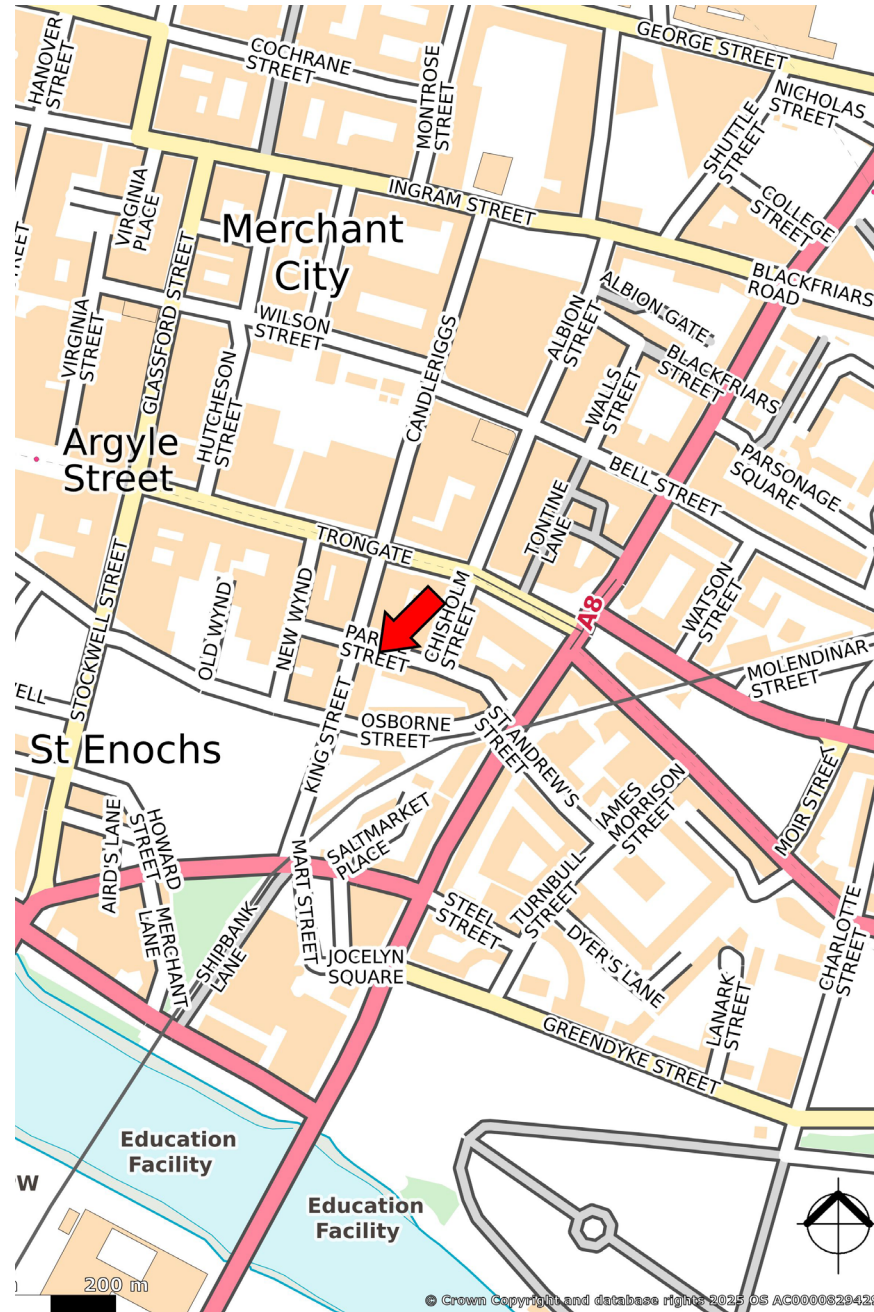 HANOVER
STREET
COCHRANE
STREET
MONTROSE
STREET
GEORGE STREET
NICHOLAS
STREET
SHUTTLE
STREET
COLLEGE
STREET
VIRGINIA
PLACE
INGRAM STREET
Merchant
City
BLACKFRIARS
ROAD
ALBION GATE
ALBION
STREET
GLASSFORD STREET
WILSON
STREET
VIRGINIA
STREET
HUTCHESON
STREET
CANDLERIGGS
WALLS
STREET
BLACKFRIARS
STREET
Argyle
Street
BELL STREET
PARSONAGE
SQUARE
TONTINE
LANE
TRONGATE
STOCKWELL STREET
OLD WYND
NEW WYND
STREET
CHISHOLM
STREET
A8
WATSON
STREET
MOLENDINAR
STREET
KING STREET
OSBORNE
STREET
ST ANDREW'S
STREET
St Enochs
JAMES
MORRISON
STREET
MOIR STREET
AIRD'S LANE
HOWARD
STREET
MART STREET
SALTMARKET
PLACE
MERCHANT
LANE
SHIPBANK
LANE
STEEL
STREET
TURNBULL
STREET
DYER'S LANE
CHARLOTTE
STREET
JOCELYN
SQUARE
LANARK
STREET
GREENDYKE STREET
Education
Facility
Education
Facility
200 m
© Crown Copyright and database rights 2025 OS AC000082942